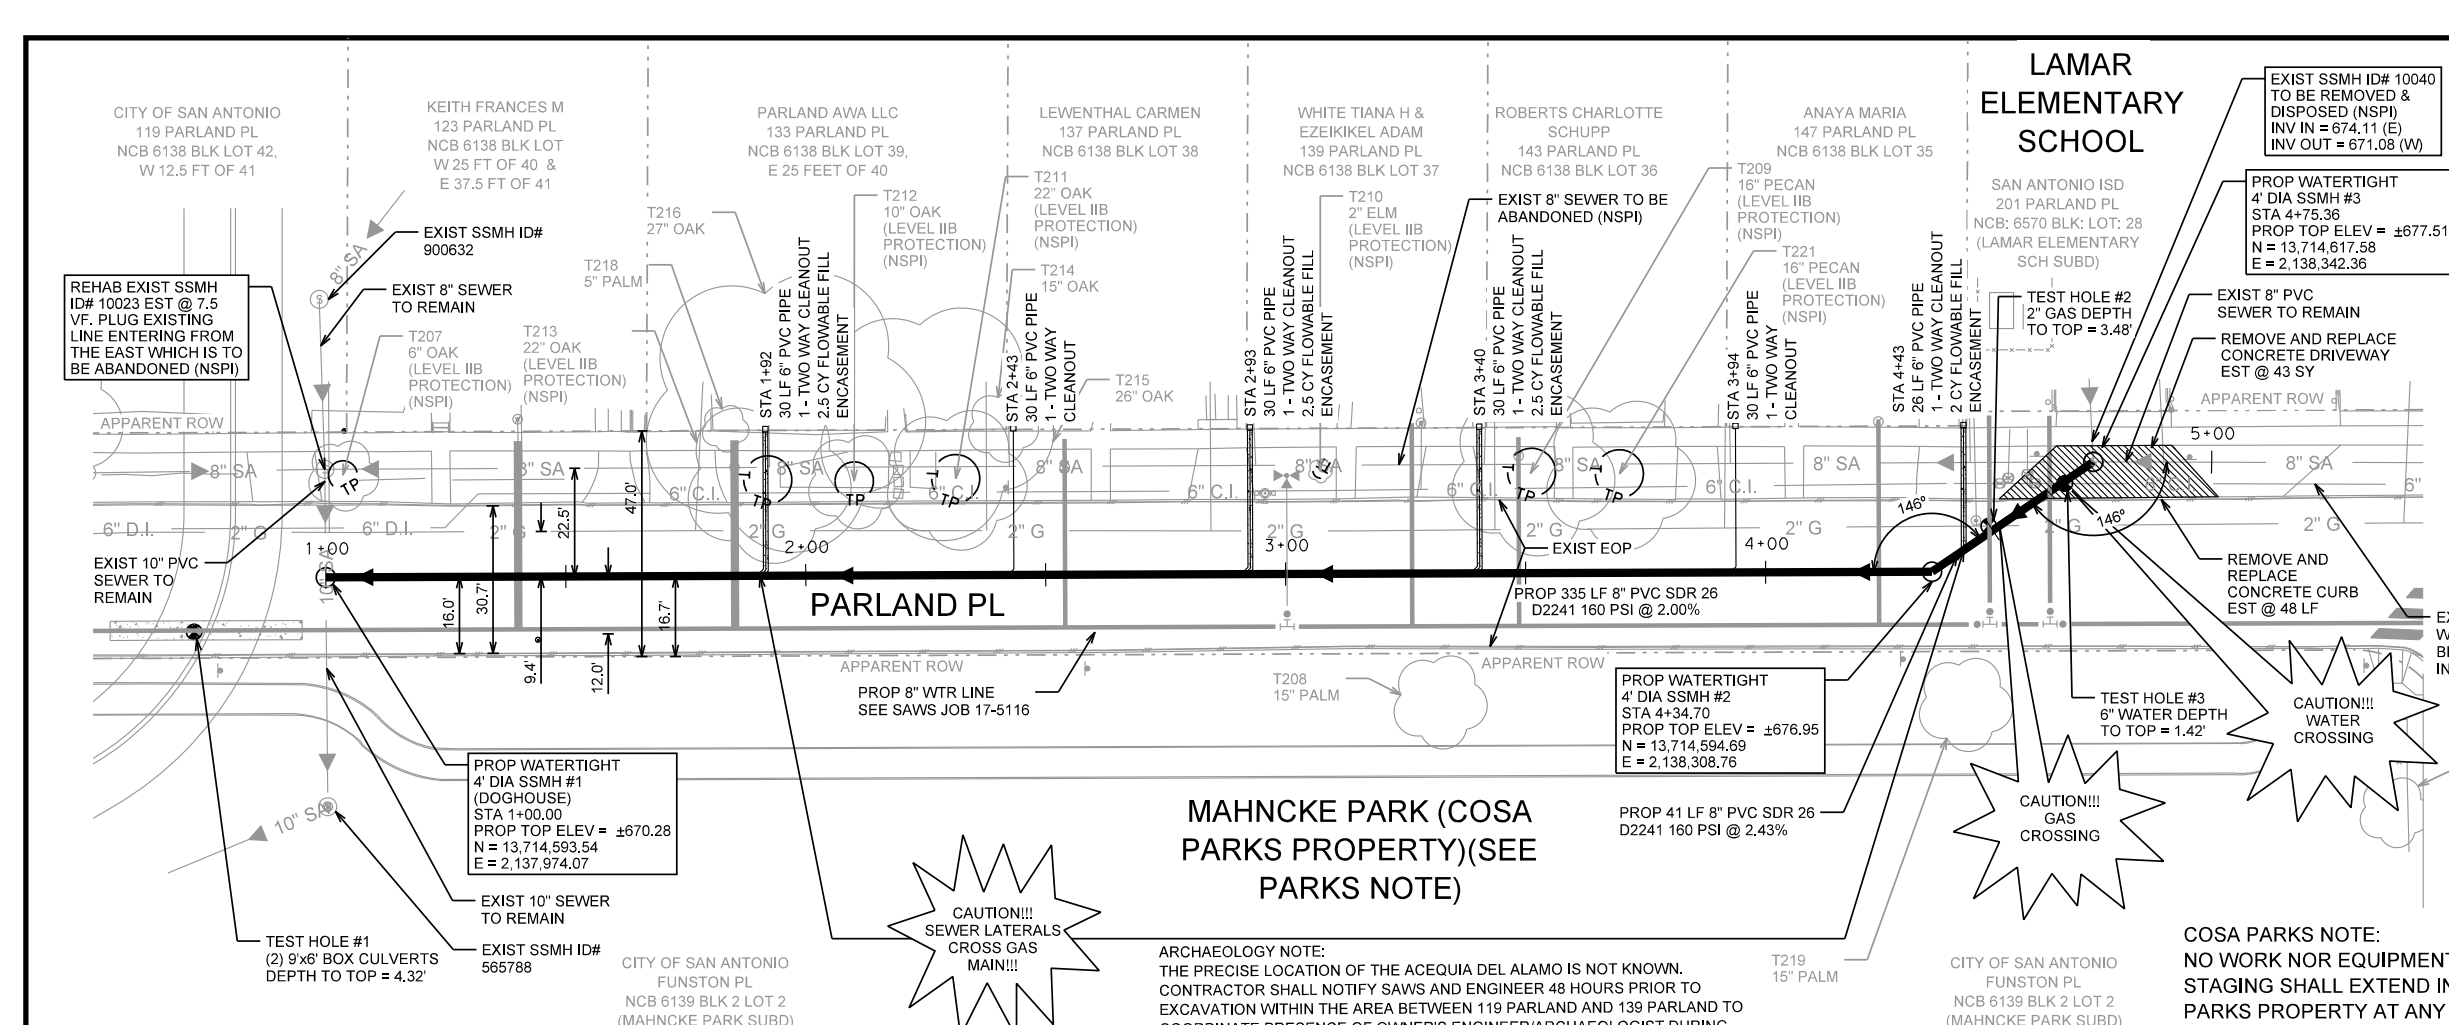 LAMAR
ELEMENTARY
SCHOOL
CITY OF SAN ANTONIO
119 PARLAND PL
NCB 6138 BLK LOT 42,
W 12.5 FT OF 41
KEITH FRANCES M
123 PARLAND PL
NCB 6138 BLK LOT
W 25 FT OF 40 &
E 37.5 FT OF 41
PARLAND AWA LLC
133 PARLAND PL
NCB 6138 BLK LOT 39,
E 25 FEET OF 40
LEWENTHAL CARMEN
137 PARLAND PL
NCB 6138 BLK LOT 38
WHITE TIANA H &
EZEIKIKEL ADAM
139 PARLAND PL
NCB 6138 BLK LOT 37
ROBERTS CHARLOTTE
SCHUPP
143 PARLAND PL
NCB 6138 BLK LOT 36
ANAYA MARIA
147 PARLAND PL
NCB 6138 BLK LOT 35
SAN ANTONIO ISD
201 PARLAND PL
NCB: 6570 BLK: LOT: 28
(LAMAR ELEMENTARY
SCH SUBD)
EXIST SSMH ID# 10040
TO BE REMOVED &
DISPOSED (NSPI)
INV IN = 674.11 (E)
INV OUT = 671.08 (W)
PROP WATERTIGHT
4' DIA SSMH #3
STA 4+75.36
PROP TOP ELEV = ±677.51
N = 13,714,617.58
E = 2,138,342.36
EXIST 8" PVC
SEWER TO REMAIN
REMOVE AND REPLACE
CONCRETE DRIVEWAY
EST @ 43 SY
APPARENT ROW
5+00
TEST HOLE #2
2" GAS DEPTH
TO TOP = 3.48'
EXIST SSMH ID#
900632
8" SA
EXIST 8" SEWER
TO REMAIN
REHAB EXIST SSMH
ID# 10023 EST @ 7.5
VF. PLUG EXISTING
LINE ENTERING FROM
THE EAST WHICH IS TO
BE ABANDONED (NSPI)
T207
6" OAK
(LEVEL IIB
PROTECTION)
(NSPI)
T213
22" OAK
(LEVEL IIB
PROTECTION)
(NSPI)
T218
5" PALM
T216
27" OAK
T212
10" OAK
(LEVEL IIB
PROTECTION)
(NSPI)
T211
22" OAK
(LEVEL IIB
PROTECTION)
(NSPI)
T214
15" OAK
T215
26" OAK
T210
2" ELM
(LEVEL IIB
PROTECTION)
(NSPI)
EXIST 8" SEWER TO BE
ABANDONED (NSPI)
T209
16" PECAN
(LEVEL IIB
PROTECTION)
(NSPI)
T221
16" PECAN
(LEVEL IIB
PROTECTION)
(NSPI)
STA 1+92
30 LF 6" PVC PIPE
1 - TWO WAY CLEANOUT
2.5 CY FLOWABLE FILL
ENCASEMENT
STA 2+43
30 LF 6" PVC PIPE
1 - TWO WAY
CLEANOUT
STA 2+93
30 LF 6" PVC PIPE
1 - TWO WAY CLEANOUT
2.5 CY FLOWABLE FILL
ENCASEMENT
STA 3+40
30 LF 6" PVC PIPE
1 - TWO WAY CLEANOUT
2.5 CY FLOWABLE FILL
ENCASEMENT
STA 3+94
30 LF 6" PVC PIPE
1 - TWO WAY
CLEANOUT
STA 4+43
26 LF 6" PVC PIPE
1 - TWO WAY CLEANOUT
2 CY FLOWABLE FILL
ENCASEMENT
APPARENT ROW
8" SA
TP
8" SA
T
TP
8" SA
TP
T
TP
8" SA
8" SA
T
TP
8" SA
T
TP
8" SA
8" SA
6" C.I.
6" C.I.
6" C.I.
6" C.I.
6" C.I.
6"
6" D.I.
2" G
6" D.I.
2" G
2" G
2" G
2" G
2" G
2" G
2" G
2" G
1+00
2+00
3+00
4+00
22.5'
47.0'
16.0'
30.7'
9.4'
12.0'
16.7'
146°
146°
10" SA
EXIST 10" PVC
SEWER TO
REMAIN
EXIST EOP
PARLAND PL
PROP 335 LF 8" PVC SDR 26
D2241 160 PSI @ 2.00%
REMOVE AND
REPLACE
CONCRETE CURB
EST @ 48 LF
APPARENT ROW
APPARENT ROW
PROP 8" WTR LINE
SEE SAWS JOB 17-5116
T208
15" PALM
PROP WATERTIGHT
4' DIA SSMH #2
STA 4+34.70
PROP TOP ELEV = ±676.95
N = 13,714,594.69
E = 2,138,308.76
TEST HOLE #3
6" WATER DEPTH
TO TOP = 1.42'
CAUTION!!!
WATER
CROSSING
PROP WATERTIGHT
4' DIA SSMH #1
(DOGHOUSE)
STA 1+00.00
PROP TOP ELEV = ±670.28
N = 13,714,593.54
E = 2,137,974.07
10" SA
MAHNCKE PARK (COSA
PARKS PROPERTY)(SEE
PARKS NOTE)
PROP 41 LF 8" PVC SDR 26
D2241 160 PSI @ 2.43%
CAUTION!!!
GAS
CROSSING
EXIST 10" SEWER
TO REMAIN
EXIST SSMH ID#
565788
TEST HOLE #1
(2) 9'x6' BOX CULVERTS
DEPTH TO TOP = 4.32'
CAUTION!!!
SEWER LATERALS
CROSS GAS
MAIN!!!
CITY OF SAN ANTONIO
FUNSTON PL
NCB 6139 BLK 2 LOT 2
(MAHNCKE PARK SUBD)
ARCHAEOLOGY NOTE:
THE PRECISE LOCATION OF THE ACEQUIA DEL ALAMO IS NOT KNOWN.
CONTRACTOR SHALL NOTIFY SAWS AND ENGINEER 48 HOURS PRIOR TO
EXCAVATION WITHIN THE AREA BETWEEN 119 PARLAND AND 139 PARLAND TO
COORDINATE PRESENCE OF OWNER'S ENGINEER/ARCHAEOLOGIST DURING
T219
15" PALM
CITY OF SAN ANTONIO
FUNSTON PL
NCB 6139 BLK 2 LOT 2
(MAHNCKE PARK SUBD)
COSA PARKS NOTE:
NO WORK NOR EQUIPMENT
STAGING SHALL EXTEND IN
PARKS PROPERTY AT ANY